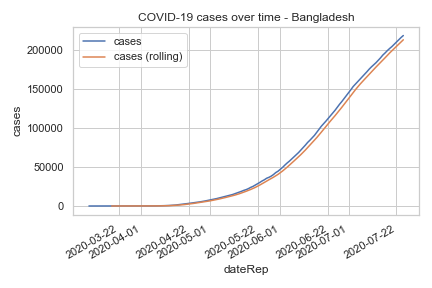 COVID-19 cases over time - Bangladesh
cases
cases (rolling)
200000
150000
100000
50000
0
cases
2020-03-22
2020-04-01
2020-04-22
2020-05-01
2020-05-22
2020-06-01
2020-06-22
2020-07-01
2020-07-22
dateRep